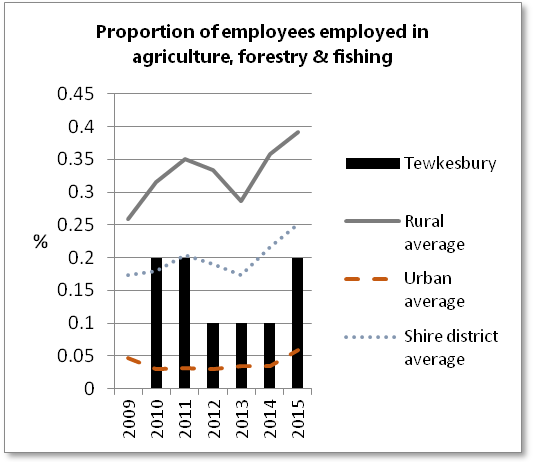 Proportion of employees employed in
agriculture, forestry & fishing
0.45
0.4
0.35
0.3
0.25
0.2
0.15
0.1
0.05
0
%
2009
2010
2011
2012
2013
2014
2015
Tewkesbury
Rural
average
Urban
average
Shire district
average